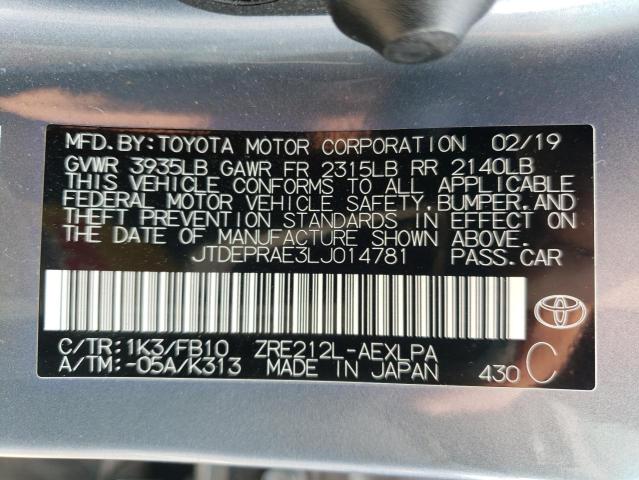 MFD.BY:TOYOTA MOTOR CORPORATION 02/19
GVWR 3935LB GAWR FR 2315LB RR 2140LB
THIS VEHICLE CONFORMS TO ALL APPLICABLE
FEDERAL MOTOR VEHICLE SAFETY,BUMPER,AND
THEFT PREVENTION STANDARDS IN EFFECT ON
THE DATE OF MANUFACTURE SHOWN ABOVE.
JTDEPRAE3LJ014781 PASS.CAR
C/TR:1K3/FB10 ZRE212L-AEXLPA
A/TM:-05A/K313 MADE IN JAPAN 430 C